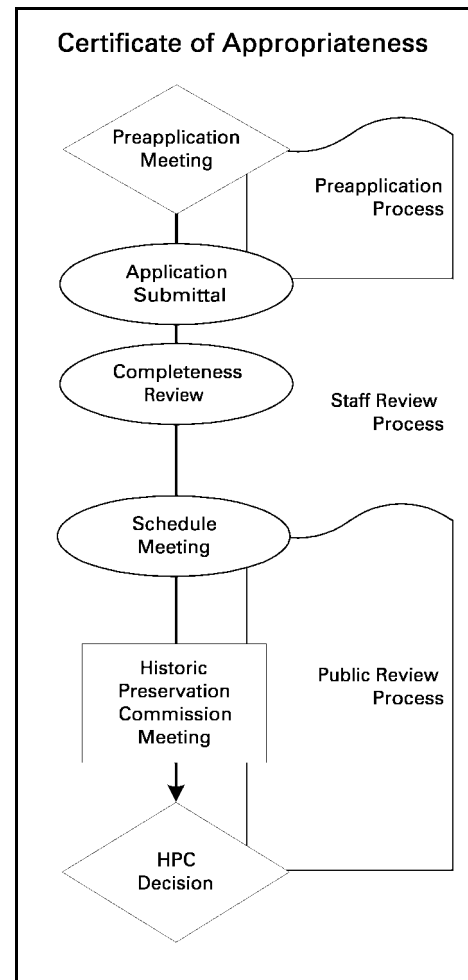 Certificate of Appropriateness
Preapplication
Meeting
Preapplication
Process
Application
Submittal
Completeness
Review
Staff Review
Process
Schedule
Meeting
Historic
Preservation
Commission
Meeting
Public Review
Process
HPC
Decision